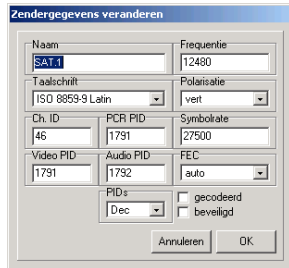 Zendergegevens veranderen
Naam Frequentie
SAT.1 12480
Taalschrift Polarisatie
ISO 8859-9 Latin vert
Ch. ID PCR PID Symbolrate
46 1791 27500
Video PID Audio PID FEC
1791 1792 auto
PIDs
Dec gecodeerd
beveiligd
Annuleren OK